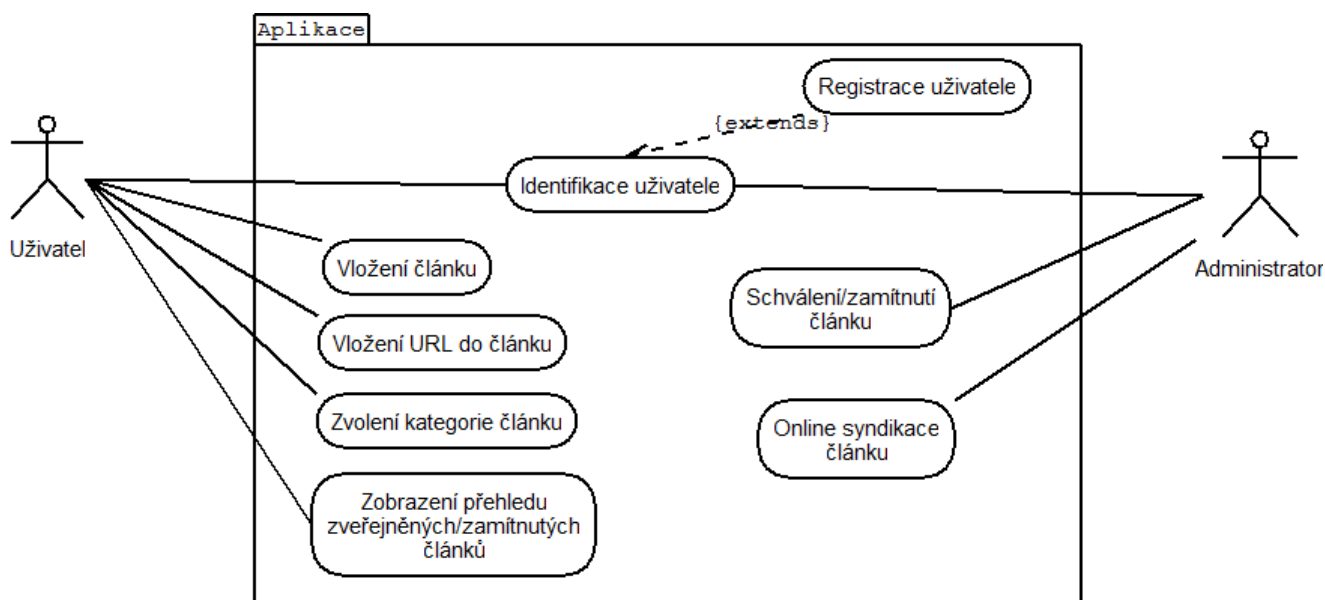 Aplikace
Registrace uživatele
{extends}
Identifikace uživatele
Uživatel
Administrator
Vložení článku
Schválení/zamítnutí
článku
Vložení URL do článku
Zvolení kategorie článku
Online syndikace
článku
Zobrazení přehledu
zveřejněných/zamítnutých
článků